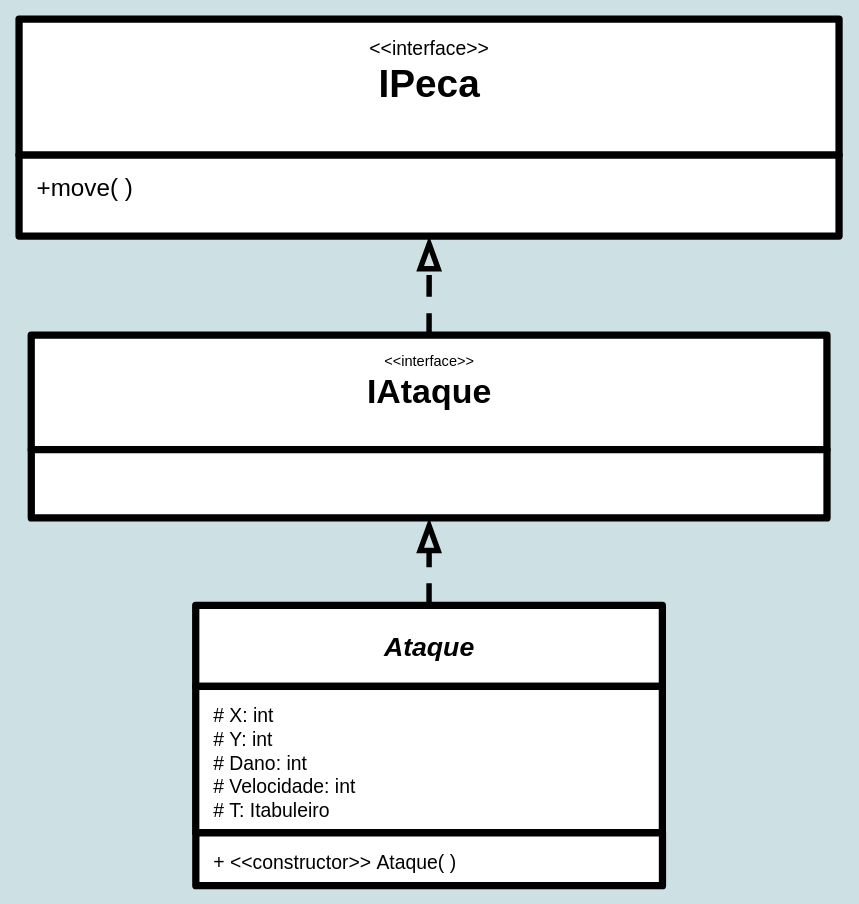 <<interface>>
IPeca
+move( )
<<interface>>
IAtaque
Ataque
# X: int
# Y: int
# Dano: int
# Velocidade: int
# T: Itabuleiro
+ <<constructor>> Ataque( )